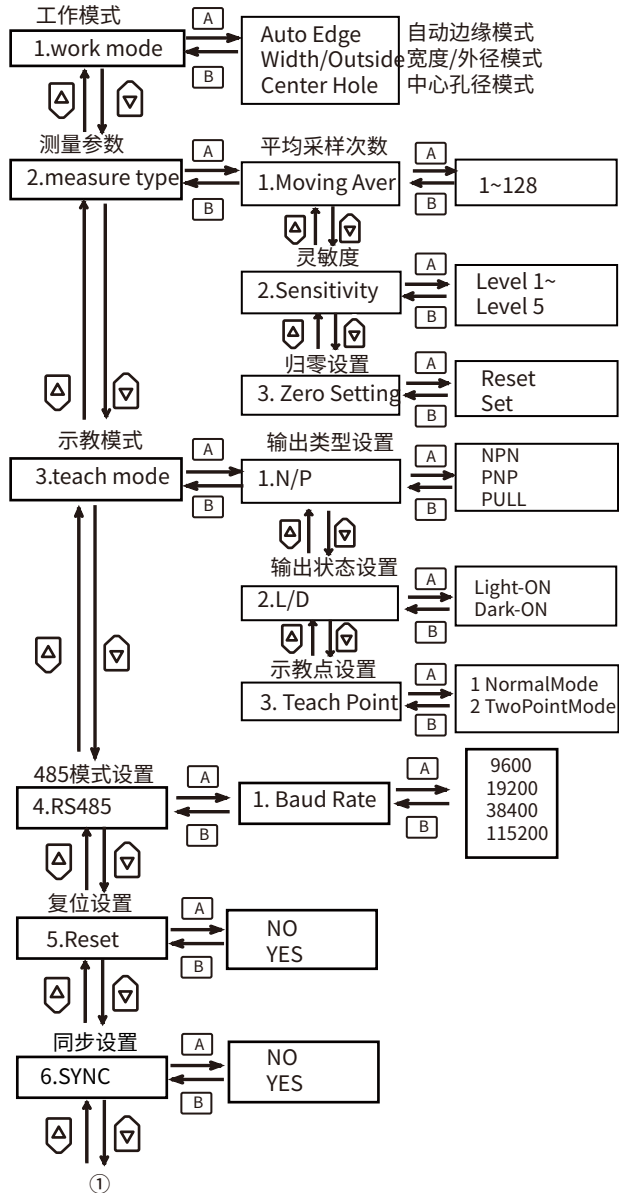 工作模式
1.work mode
A
B
Auto Edge 自动边缘模式
Width/Outside 宽度/外径模式
Center Hole 中心孔径模式
测量参数
2.measure type
A
B
平均采样次数
1.Moving Aver
A
B
1~128
灵敏度
2.Sensitivity
A
B
Level 1~
Level 5
归零设置
3. Zero Setting
A
B
Reset
Set
示教模式
3.teach mode
A
B
输出类型设置
1.N/P
A
B
NPN
PNP
PULL
输出状态设置
2.L/D
A
B
Light-ON
Dark-ON
示教点设置
3. Teach Point
A
B
1 NormalMode
2 TwoPointMode
485模式设置
4.RS485
A
B
1. Baud Rate
A
B
9600
19200
38400
115200
复位设置
5.Reset
A
B
NO
YES
同步设置
6.SYNC
A
B
NO
YES
①